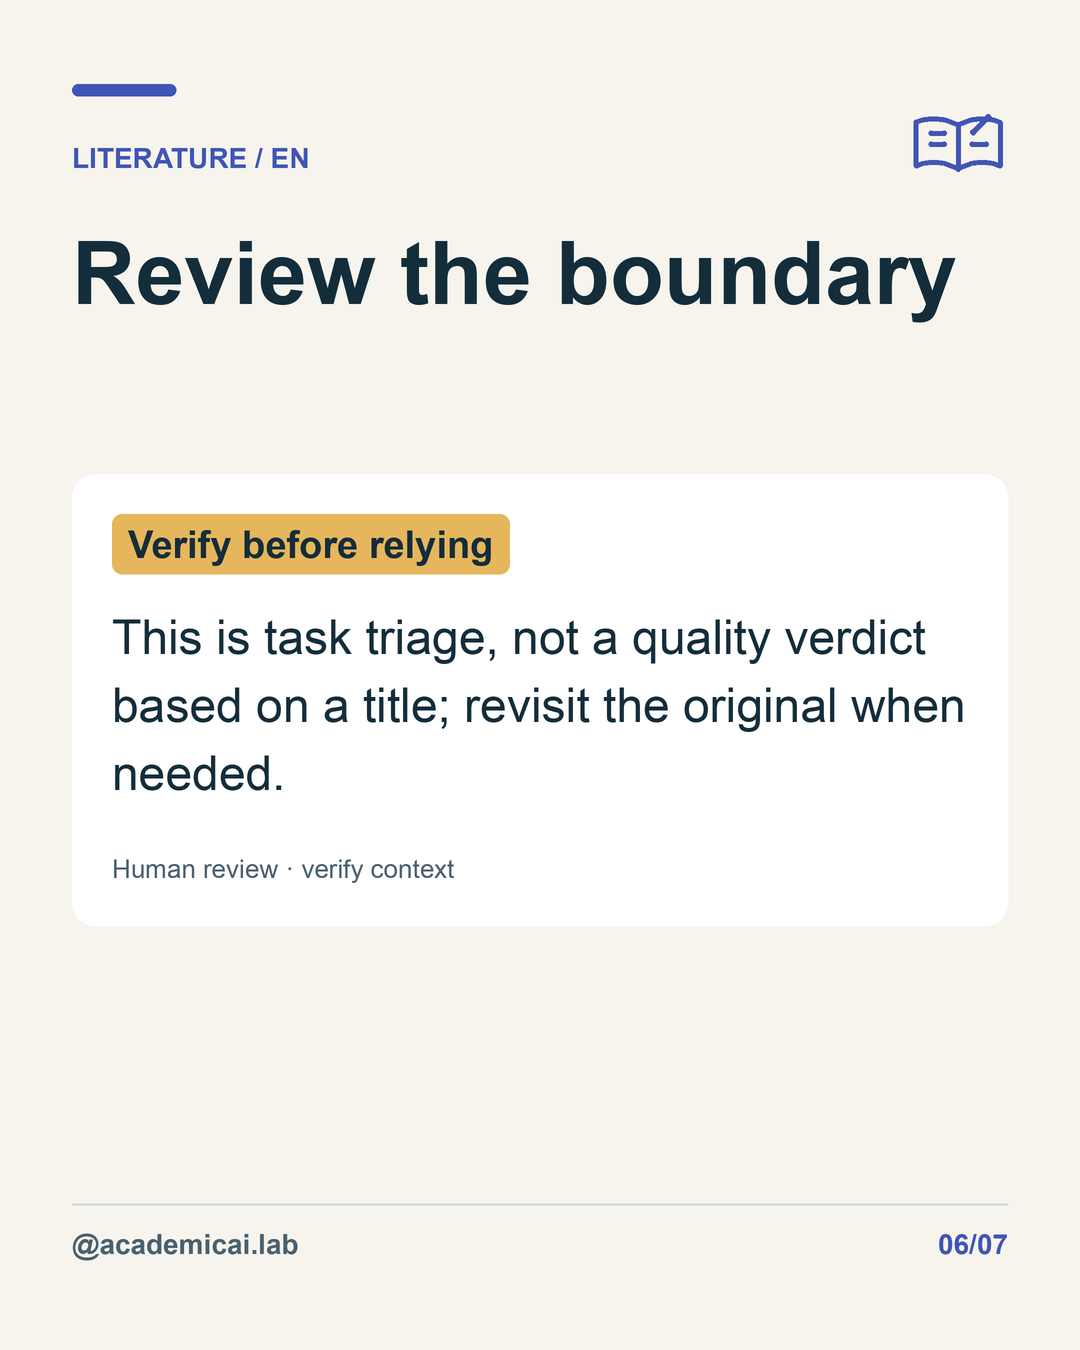 LITERATURE / EN
Review the boundary
Verify before relying
This is task triage, not a quality verdict
based on a title; revisit the original when
needed.
Human review · verify context
@academicai.lab
06/07